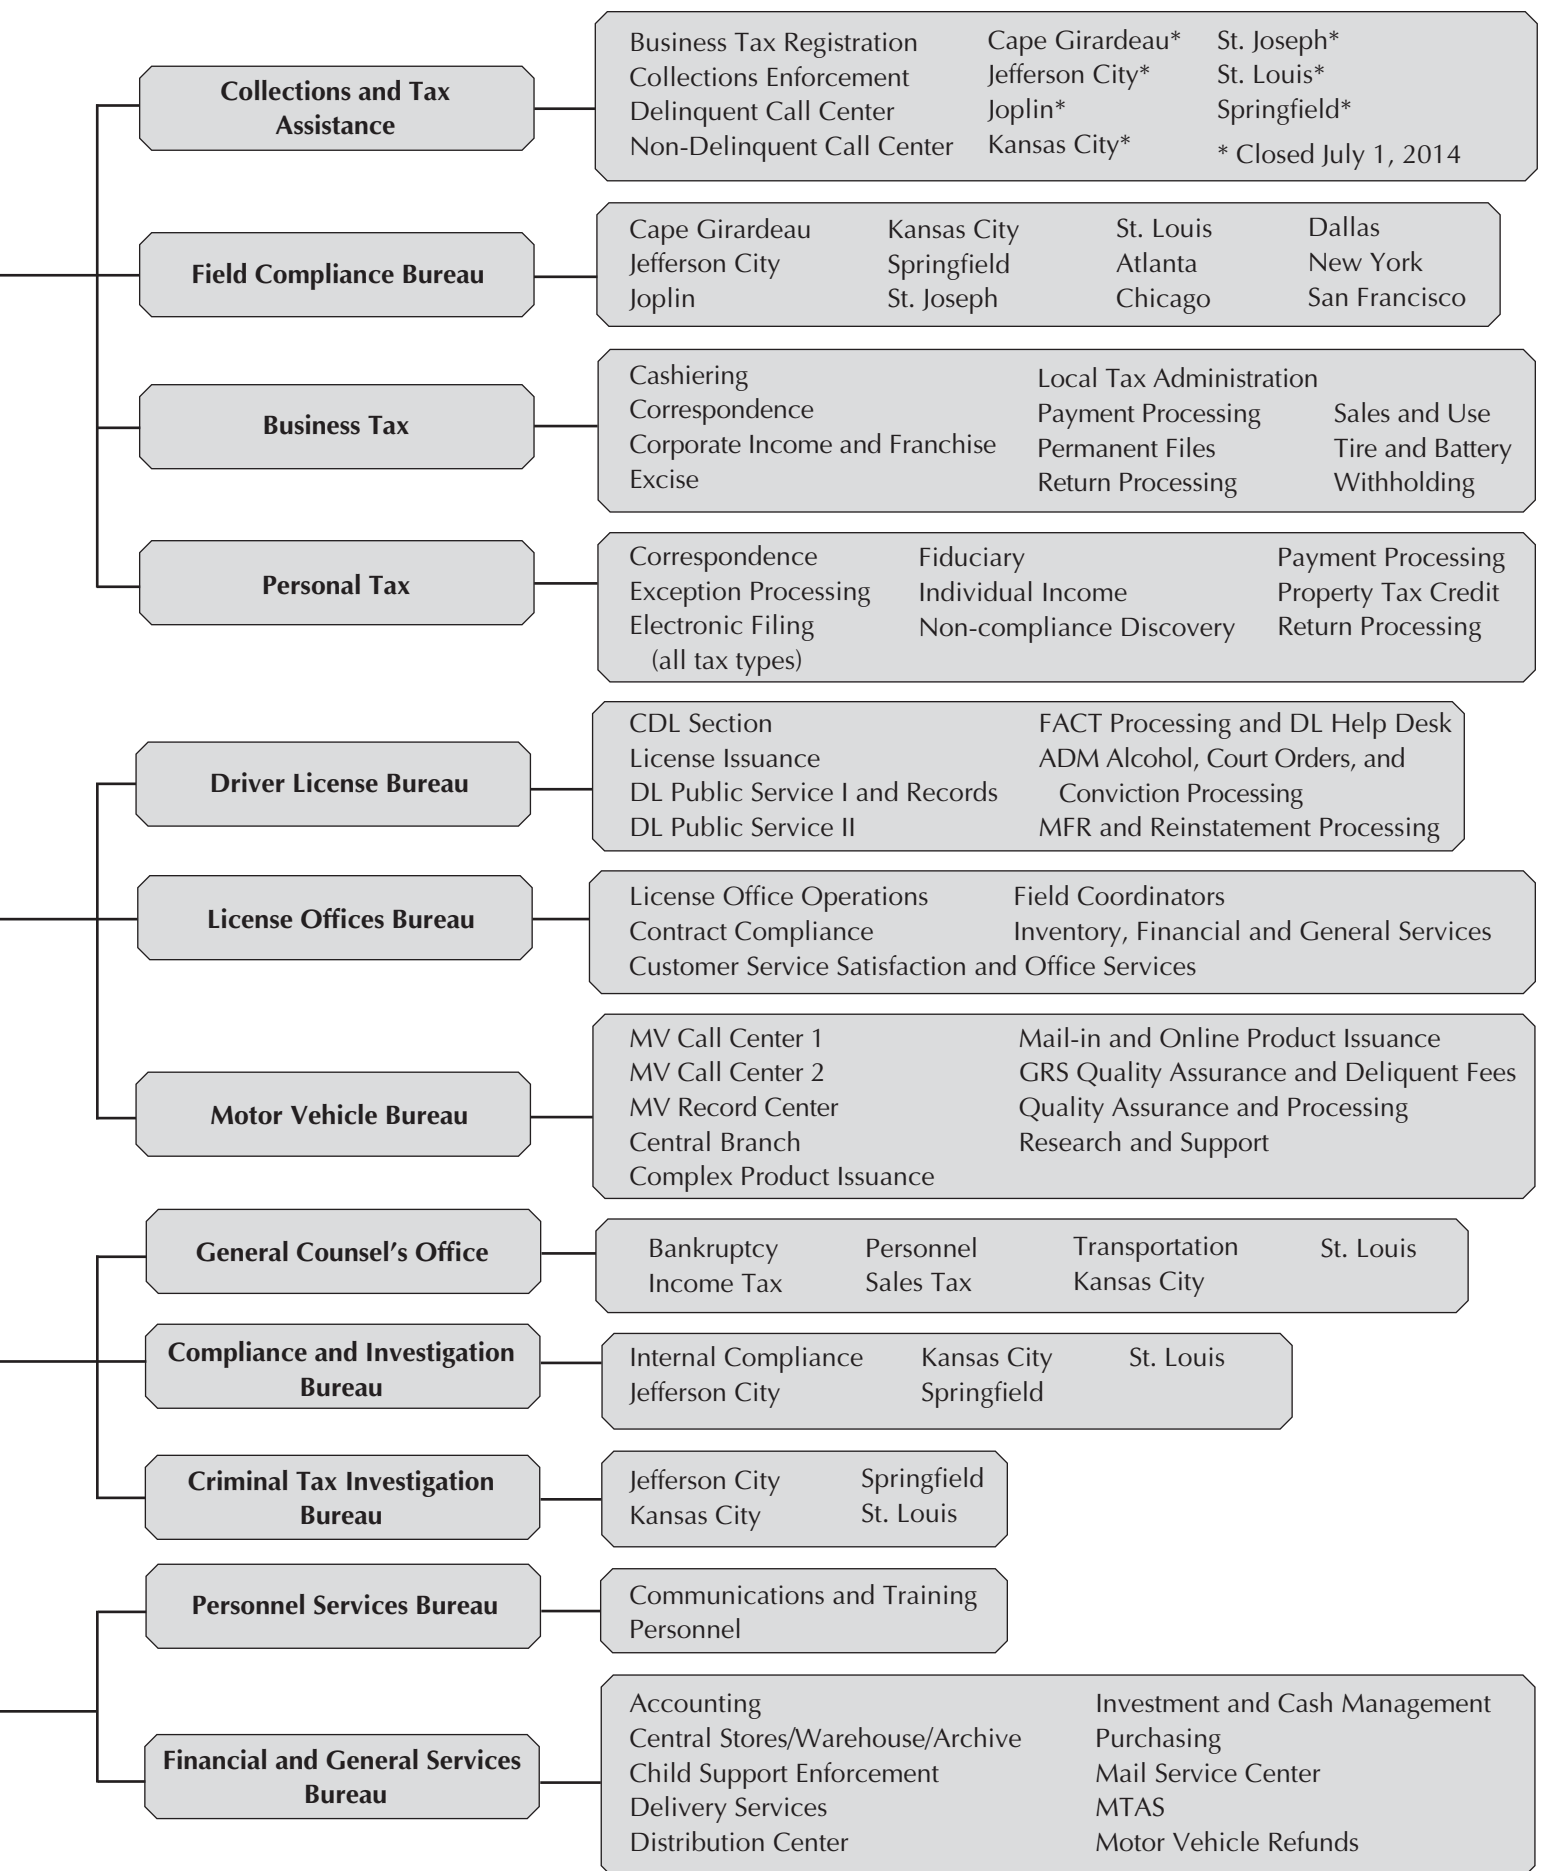 Collections and Tax
Assistance
Business Tax Registration
Collections Enforcement
Delinquent Call Center
Non-Delinquent Call Center
Cape Girardeau*
Jefferson City*
Joplin*
Kansas City*
St. Joseph*
St. Louis*
Springfield*
* Closed July 1, 2014
Field Compliance Bureau
Cape Girardeau
Jefferson City
Joplin
Kansas City
Springfield
St. Joseph
St. Louis
Atlanta
Chicago
Dallas
New York
San Francisco
Business Tax
Cashiering
Correspondence
Corporate Income and Franchise
Excise
Local Tax Administration
Payment Processing
Permanent Files
Return Processing
Sales and Use
Tire and Battery
Withholding
Personal Tax
Correspondence
Exception Processing
Electronic Filing
(all tax types)
Fiduciary
Individual Income
Non-compliance Discovery
Payment Processing
Property Tax Credit
Return Processing
Driver License Bureau
CDL Section
License Issuance
DL Public Service I and Records
DL Public Service II
FACT Processing and DL Help Desk
ADM Alcohol, Court Orders, and
Conviction Processing
MFR and Reinstatement Processing
License Offices Bureau
License Office Operations
Contract Compliance
Customer Service Satisfaction and Office Services
Field Coordinators
Inventory, Financial and General Services
Motor Vehicle Bureau
MV Call Center 1
MV Call Center 2
MV Record Center
Central Branch
Complex Product Issuance
Mail-in and Online Product Issuance
GRS Quality Assurance and Deliquent Fees
Quality Assurance and Processing
Research and Support
General Counsel's Office
Bankruptcy
Income Tax
Personnel
Sales Tax
Transportation
Kansas City
St. Louis
Compliance and Investigation
Bureau
Internal Compliance
Jefferson City
Kansas City
Springfield
St. Louis
Criminal Tax Investigation
Bureau
Jefferson City
Kansas City
Springfield
St. Louis
Personnel Services Bureau
Communications and Training
Personnel
Financial and General Services
Bureau
Accounting
Central Stores/Warehouse/Archive
Child Support Enforcement
Delivery Services
Distribution Center
Investment and Cash Management
Purchasing
Mail Service Center
MTAS
Motor Vehicle Refunds